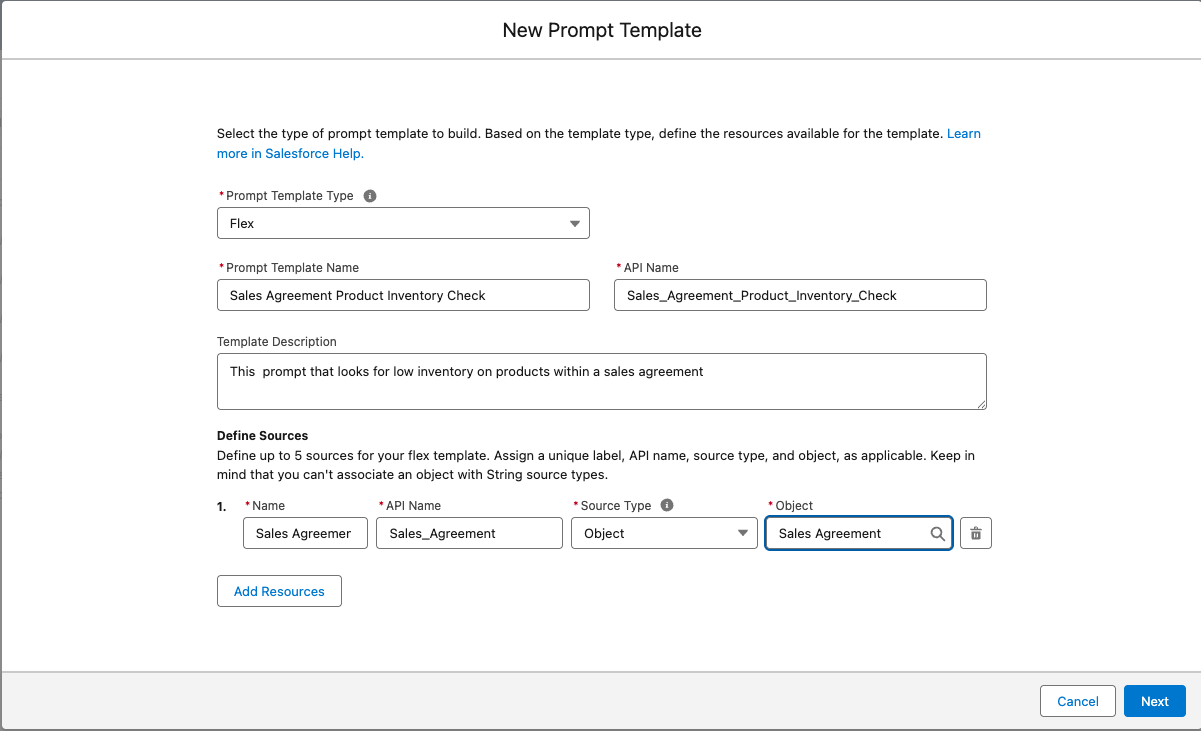 New Prompt Template
Select the type of prompt template to build. Based on the template type, define the resources available for the template. Learn
more in Salesforce Help.
* Prompt Template Type
Flex
* Prompt Template Name * API Name
Sales Agreement Product Inventory Check Sales_Agreement_Product_Inventory_Check
Template Description
This  prompt that looks for low inventory on products within a sales agreement
Define Sources
Define up to 5 sources for your flex template. Assign a unique label, API name, source type, and object, as applicable. Keep in
mind that you can't associate an object with String source types.
1. * Name * API Name * Source Type * Object
Sales Agreemer Sales_Agreement Object Sales Agreement
Add Resources
Cancel Next